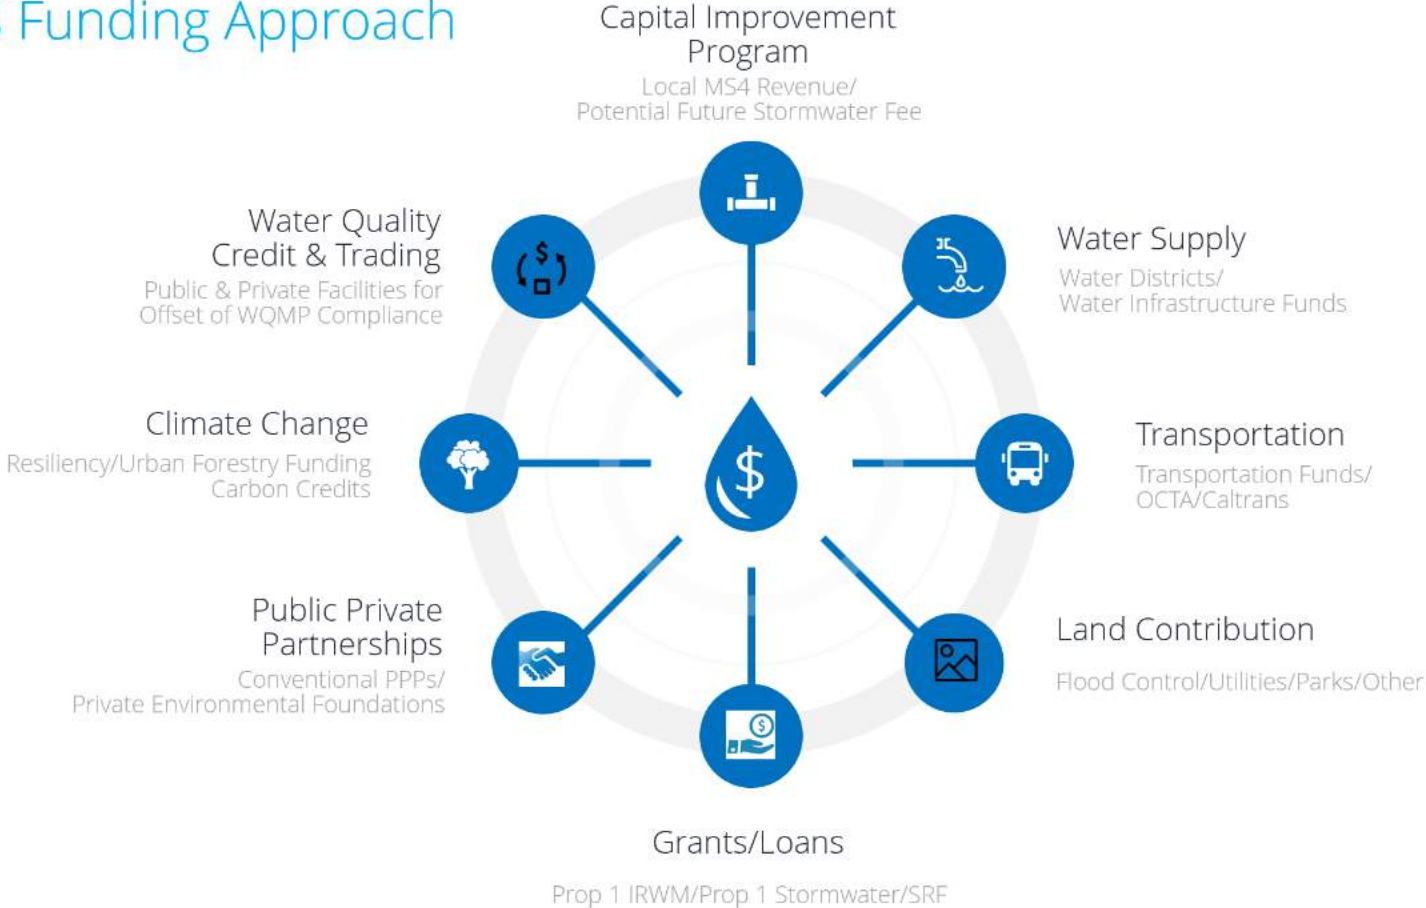 Funding Approach
Capital Improvement
Program
Local MS4 Revenue/
Potential Future Stormwater Fee
Water Quality
Credit & Trading
Public & Private Facilities for
Offset of WQMP Compliance
Water Supply
Water Districts/
Water Infrastructure Funds
Climate Change
Resiliency/Urban Forestry Funding
Carbon Credits
Transportation
Transportation Funds/
OCTA/Caltrans
$
Public Private
Partnerships
Conventional PPPs/
Private Environmental Foundations
Land Contribution
Flood Control/Utilities/Parks/Other
Grants/Loans
Prop 1 IRWM/Prop 1 Stormwater/SRF